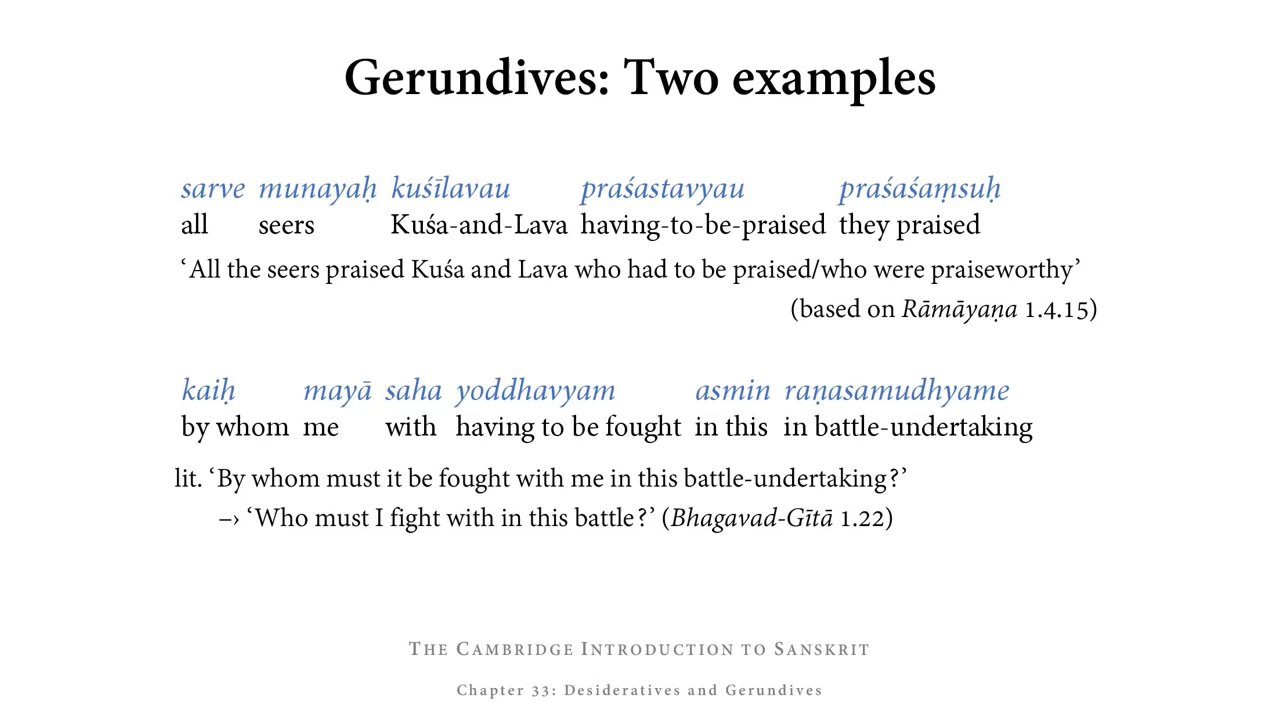 Gerundives: Two examples
sarve munayaḥ kuśīlavau praśastavyau praśaśaṃsuḥ
all seers Kuśa-and-Lava having-to-be-praised they praised
‘All the seers praised Kuśa and Lava who had to be praised/who were praiseworthy’
(based on Rāmāyaṇa 1.4.15)
kaiḥ mayā saha yoddhavyam asmin raṇasamudhyame
by whom me with having to be fought in this in battle-undertaking
lit. ‘By whom must it be fought with me in this battle-undertaking?’
–› ‘Who must I fight with in this battle?’ (Bhagavad-Gītā 1.22)
The Cambridge Introduction to Sanskrit
Chapter 33: Desideratives and Gerundives